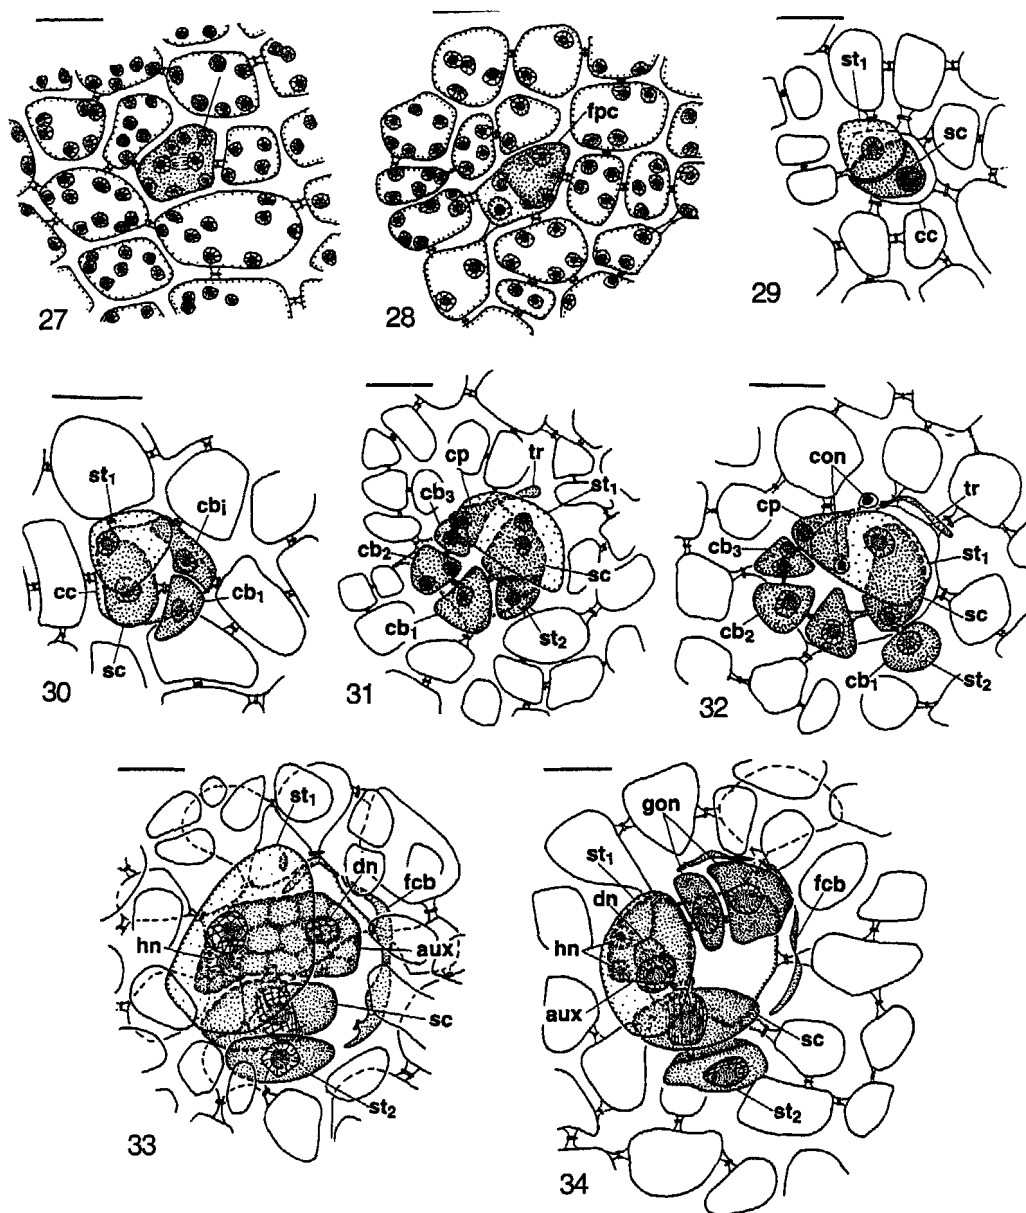 27
fpc
28
st1
sc
cc
29
st1
cbi
cc
cb1
sc
30
cp
tr
cb3
st1
cb2
sc
cb1
st2
31
con
cp
tr
cb3
st1
cb2
sc
cb1
st2
32
st1
dn
fcb
hn
aux
sc
st2
33
gon
st1
fcb
dn
hn
aux
sc
st2
34